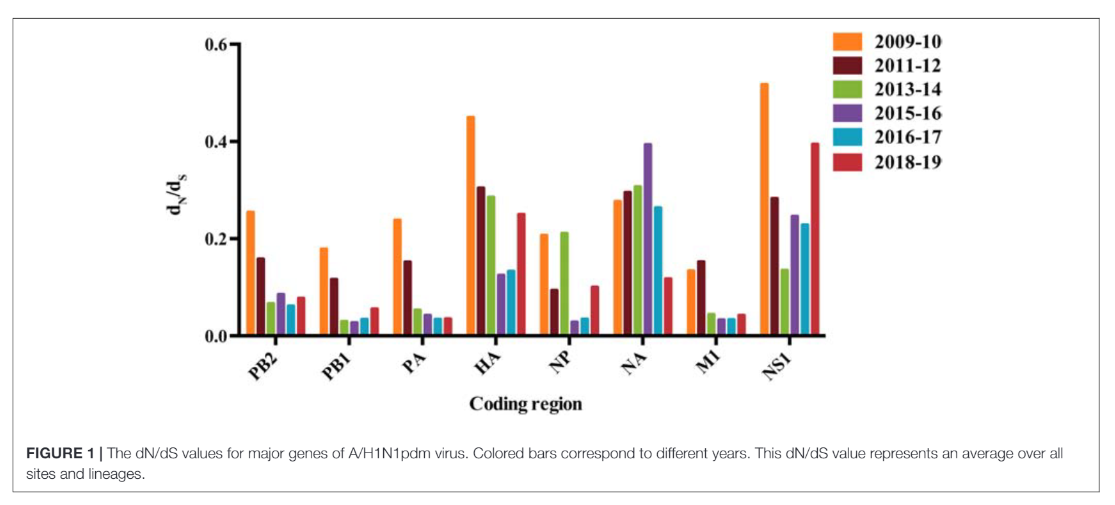 0.6
0.4
0.2
0.0
dN/dS
PB2
PB1
PA
HA
NP
NA
M1
NS1
Coding region
2009-10
2011-12
2013-14
2015-16
2016-17
2018-19
FIGURE 1 | The dN/dS values for major genes of A/H1N1pdm virus. Colored bars correspond to different years. This dN/dS value represents an average over all
sites and lineages.